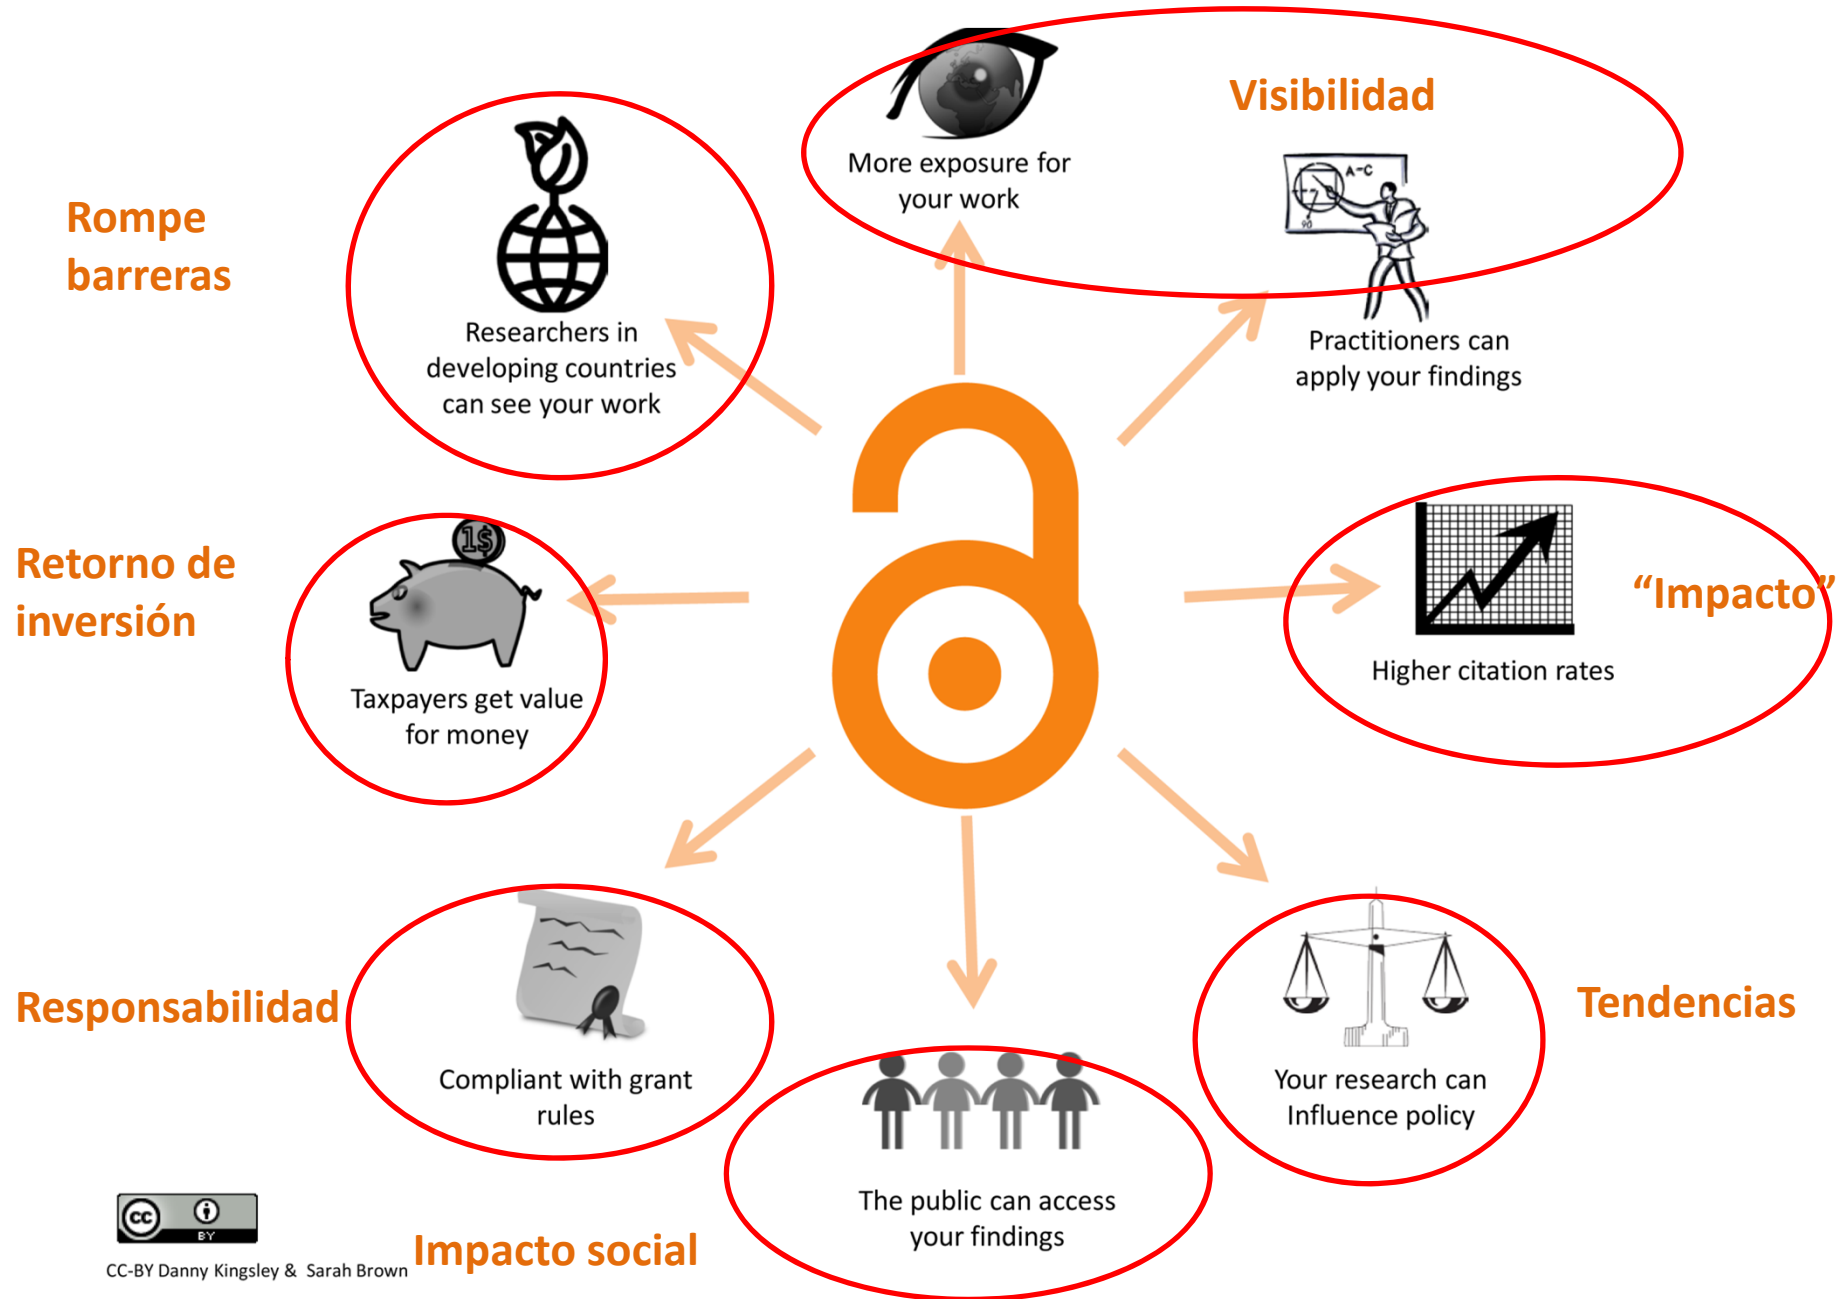 Visibilidad
More exposure for
your work
A-C
90
Practitioners can
apply your findings
Rompe
barreras
Researchers in
developing countries
can see your work
Retorno de
inversión
1$
Taxpayers get value
for money
“Impacto”
Higher citation rates
Responsabilidad
Compliant with grant
rules
Tendencias
Your research can
Influence policy
The public can access
your findings
Impacto social
cc
BY
CC-BY Danny Kingsley & Sarah Brown